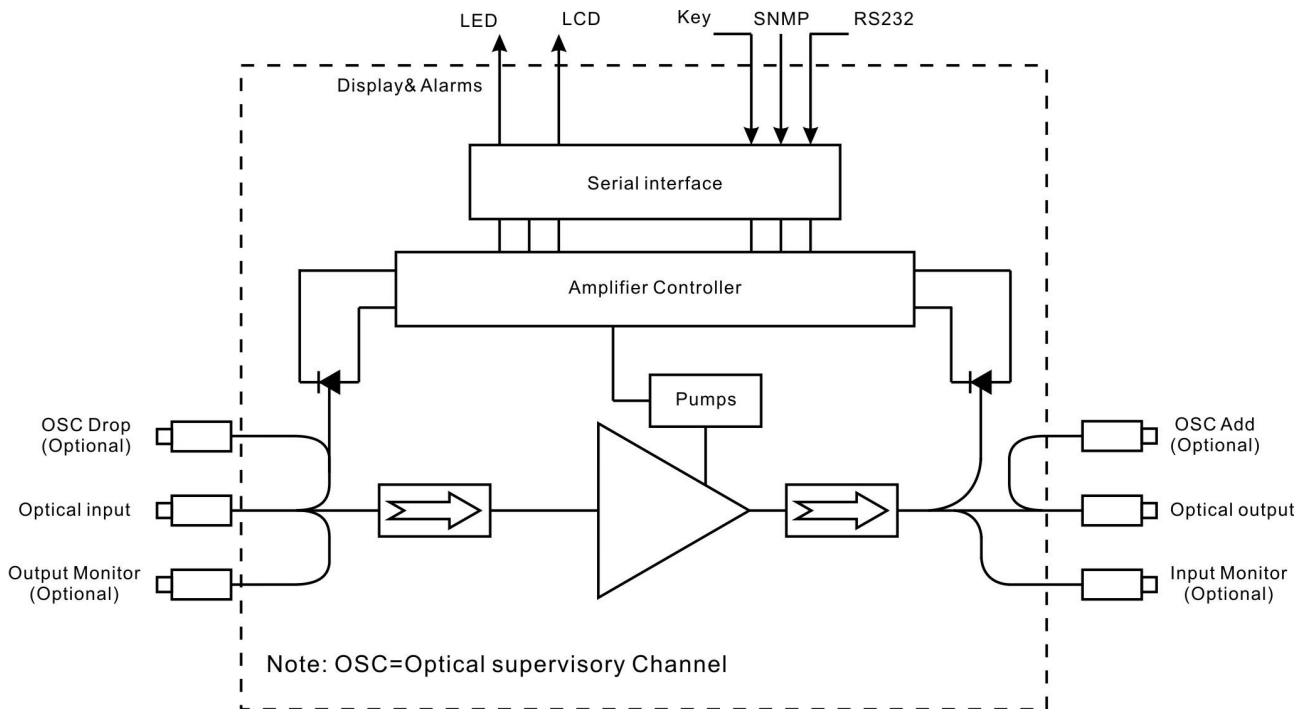 LED
LCD
Key
SNMP
RS232
Display& Alarms
Serial interface
Amplifier Controller
Pumps
OSC Drop
(Optional)
OSC Add
(Optional)
Optical input
Optical output
Output Monitor
(Optional)
Input Monitor
(Optional)
Note: OSC=Optical supervisory Channel